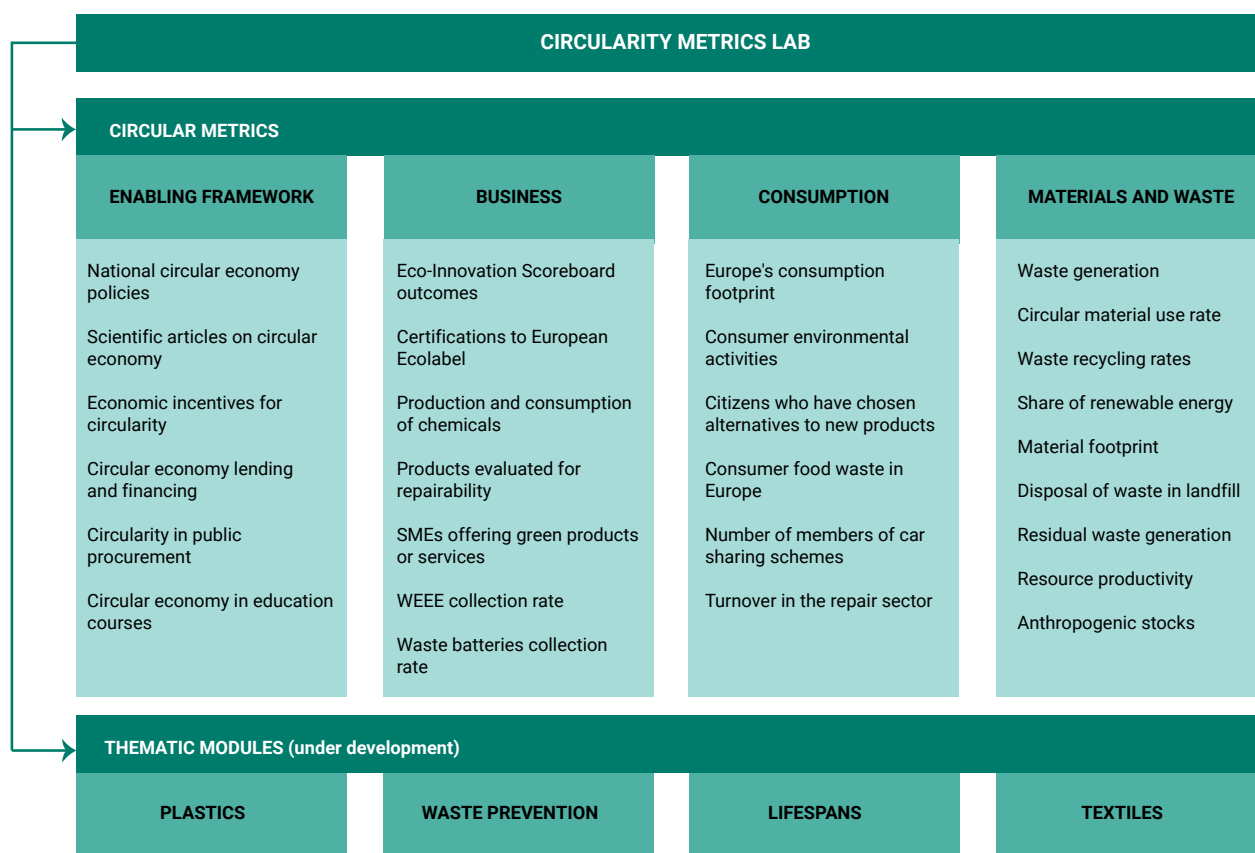 CIRCULARITY METRICS LAB
CIRCULAR METRICS
ENABLING FRAMEWORK
National circular economy
policies
Scientific articles on circular
economy
Economic incentives for
circularity
Circular economy lending
and financing
Circularity in public
procurement
Circular economy in education
courses
BUSINESS
Eco-Innovation Scoreboard
outcomes
Certifications to European
Ecolabel
Production and consumption
of chemicals
Products evaluated for
repairability
SMEs offering green products
or services
WEEE collection rate
Waste batteries collection
rate
CONSUMPTION
Europe's consumption
footprint
Consumer environmental
activities
Citizens who have chosen
alternatives to new products
Consumer food waste in
Europe
Number of members of car
sharing schemes
Turnover in the repair sector
MATERIALS AND WASTE
Waste generation
Circular material use rate
Waste recycling rates
Share of renewable energy
Material footprint
Disposal of waste in landfill
Residual waste generation
Resource productivity
Anthropogenic stocks
THEMATIC MODULES (under development)
PLASTICS
WASTE PREVENTION
LIFESPANS
TEXTILES